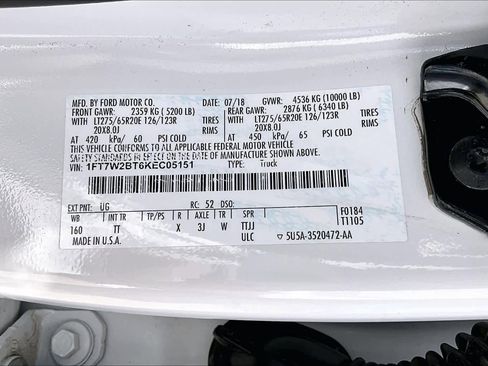 MFD. BY FORD MOTOR CO. DATE: 07/18 GVWR: 4536 KG (10000 LB)
FRONT GAWR: 2359 KG ( 5200 LB) REAR GAWR: 2876 KG ( 6340 LB)
LT275/65R20E 126/123R TIRES LT275/65R20E 126/123R TIRES
20X8.0J RIMS 20X8.0J RIMS
AT 420 kPa/ 60 PSI COLD AT 450 kPa/ 65 PSI COLD
THIS VEHICLE CONFORMS TO ALL APPLICABLE FEDERAL MOTOR VEHICLE
SAFETY STANDARDS IN EFFECT ON THE DATE OF MANUFACTURE SHOWN ABOVE.
VIN: 1FT7W2BT6KEC05151 TYPE: Truck
EXT PNT: UG RC: 52 DSO:
WB INT TR TP/PS R AXLE TR SPR F0184
160 TT X 3J W TTJJ T1105
MADE IN U.S.A. ULC 5U5A-3520472-AA